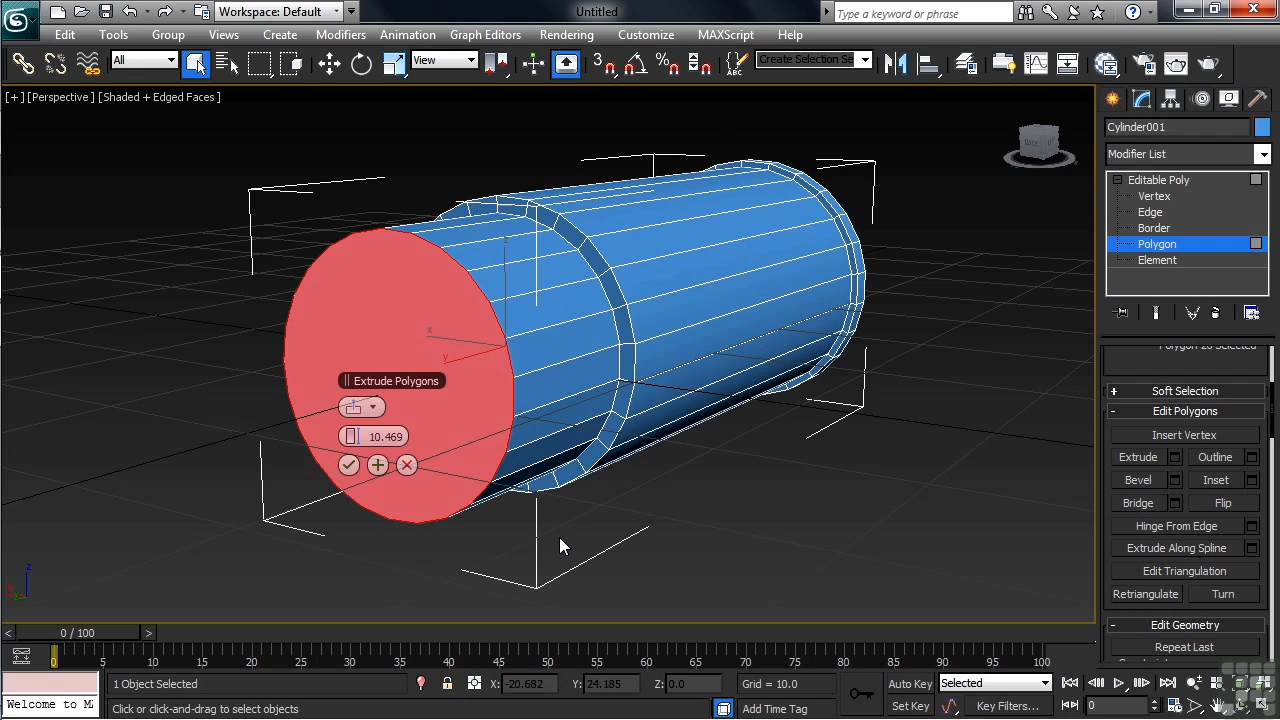 Workspace: Default
Untitled
Type a keyword or phrase
Edit Tools Group Views Create Modifiers Animation Graph Editors Rendering Customize MAXScript Help
All
View
3
Create Selection Se
[+] [Perspective] [Shaded + Edged Faces]
BACK
Cylinder001
Modifier List
Editable Poly
Vertex
Edge
Border
Polygon
Element
z
x
y
Extrude Polygons
10.469
Soft Selection
Edit Polygons
Insert Vertex
Extrude Outline
Bevel Inset
Bridge Flip
Hinge From Edge
Extrude Along Spline
Edit Triangulation
Retriangulate Turn
Edit Geometry
Repeat Last
z
0 / 100
0 5 10 15 20 25 30 35 40 45 50 55 60 65 70 75 80 85 90 95 100
1 Object Selected
X: -20.682 Y: 24.185 Z: 0.0
Grid = 10.0
Auto Key
Selected
Welcome to M
Click or click-and-drag to select objects
Add Time Tag
Set Key
Key Filters...
0